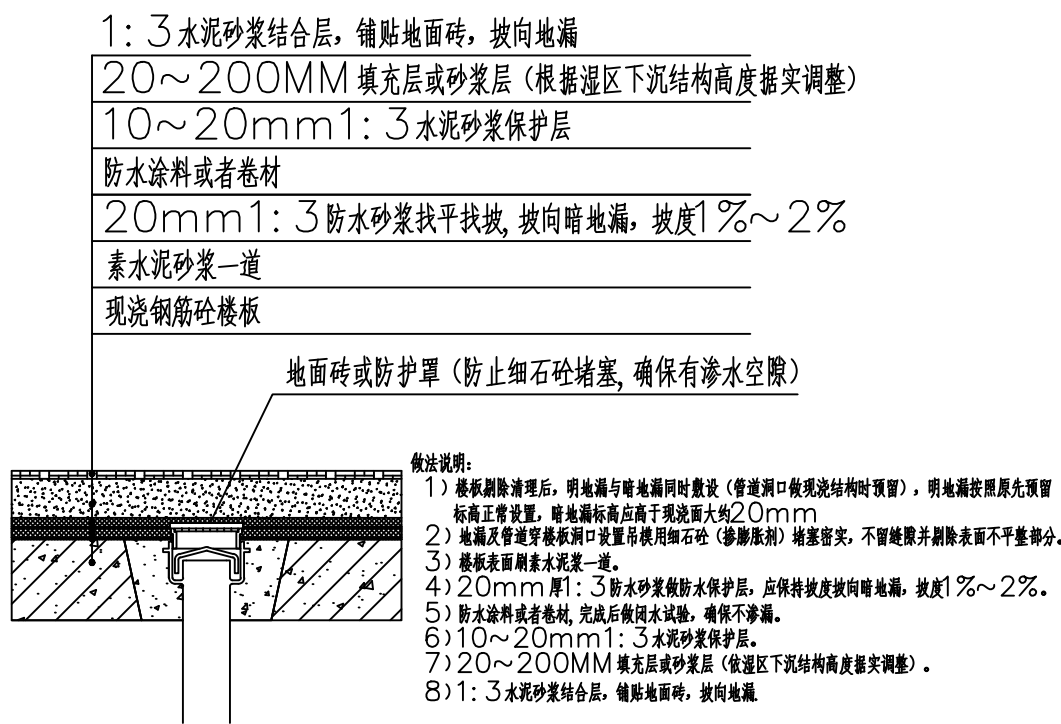 1：3水泥砂浆结合层，铺贴地面砖，坡向地漏
20～200MM填充层或砂浆层（根据湿区下沉结构高度据实调整）
10～20mm1：3水泥砂浆保护层
防水涂料或者卷材
20mm1：3防水砂浆找平找坡,坡向暗地漏，坡度1%～2%
素水泥砂浆一道
现浇钢筋砼楼板
地面砖或防护罩（防止细石砼堵塞,确保有渗水空隙）
做法说明：
1）楼板剔除清理后，明地漏与暗地漏同时敷设（管道洞口做现浇结构时预留），明地漏按照原先预留
标高正常设置，暗地漏标高应高于现浇面大约20mm
2）地漏及管道穿楼板洞口设置吊模用细石砼（掺膨胀剂）堵塞密实，不留缝隙并剔除表面不平整部分。
3）楼板表面刷素水泥浆一道。
4）20mm厚1：3防水砂浆做防水保护层，应保持坡度坡向暗地漏，坡度1%～2%。
5）防水涂料或者卷材,完成后做闭水试验，确保不渗漏。
6）10～20mm1：3水泥砂浆保护层。
7）20～200MM填充层或砂浆层（依湿区下沉结构高度据实调整）.
8）1：3水泥砂浆结合层，铺贴地面砖，坡向地漏.